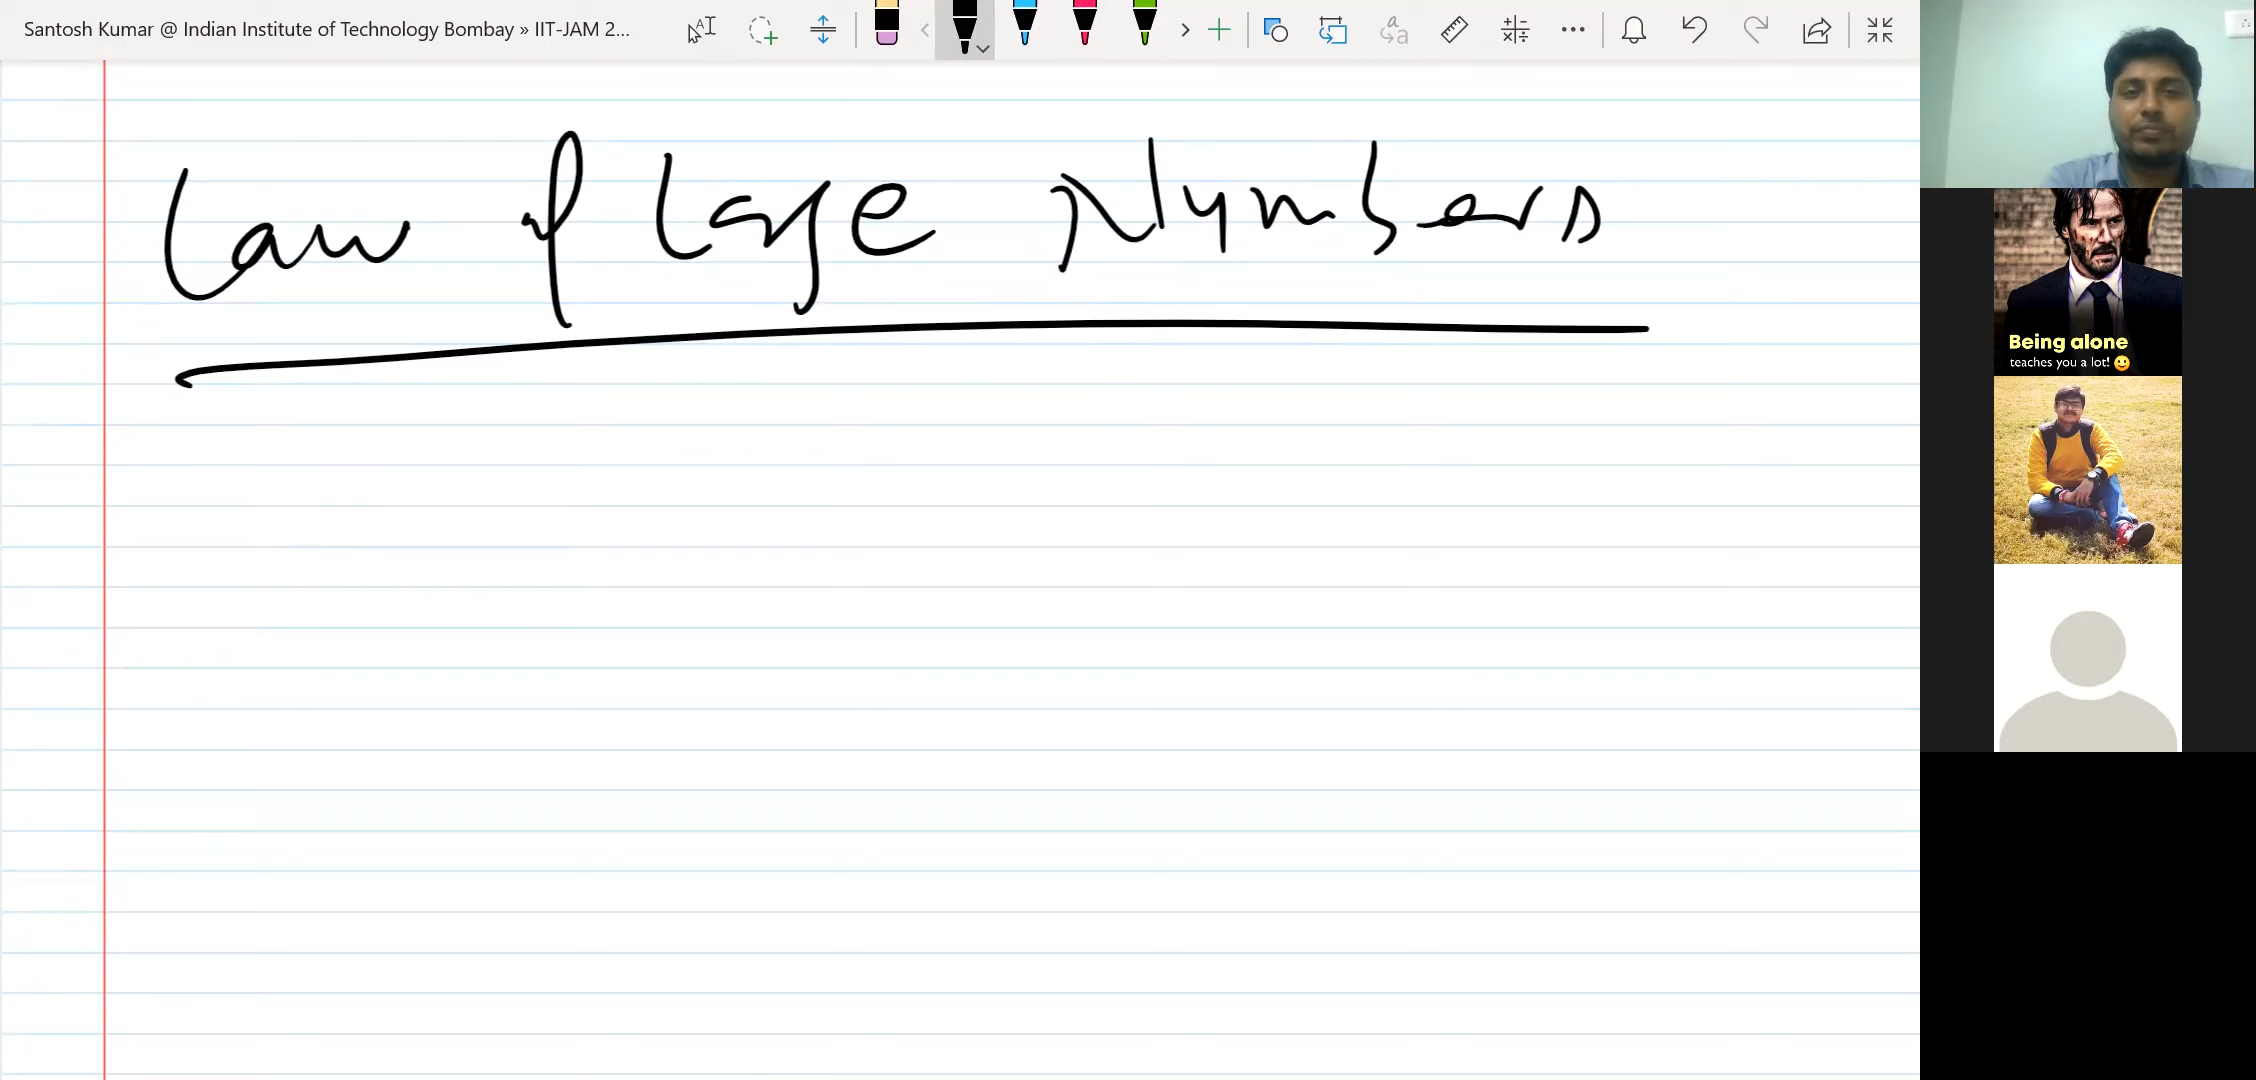 Santosh Kumar @ Indian Institute of Technology Bombay » IIT-JAM 2...
Law of Large Numbers
Being alone
teaches you a lot!